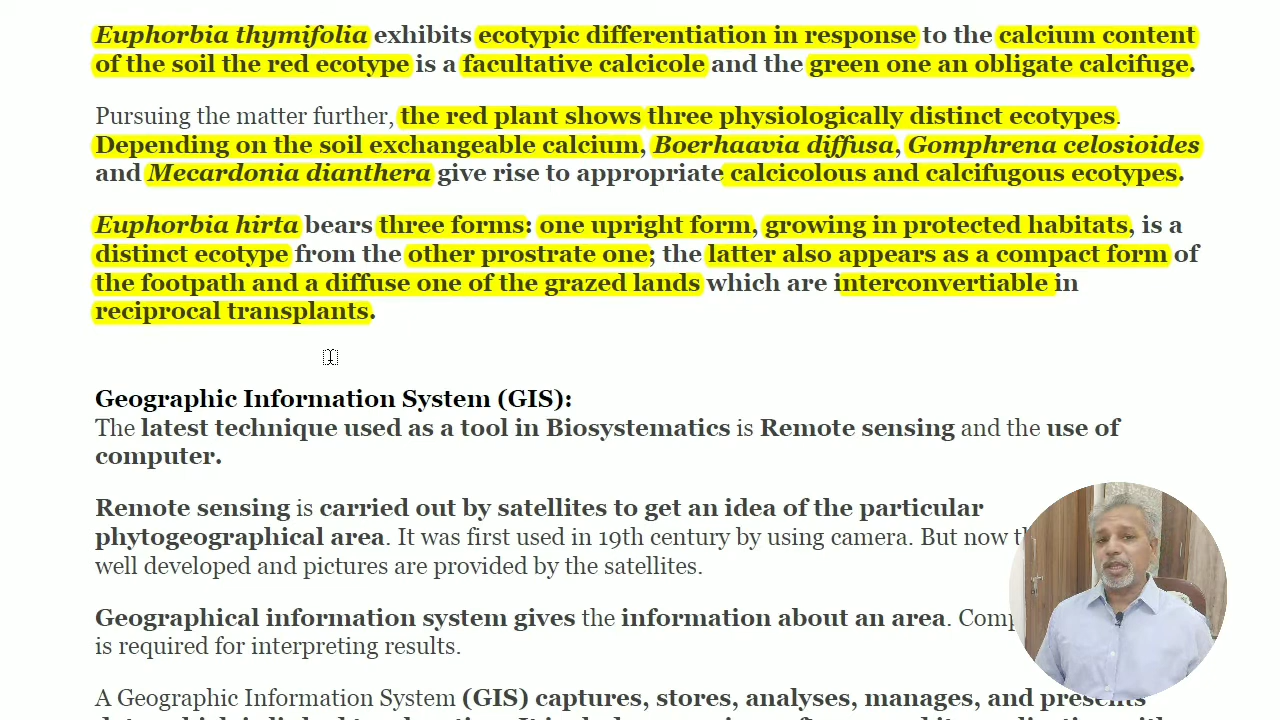 Euphorbia thymifolia exhibits ecotypic differentiation in response to the calcium content
of the soil the red ecotype is a facultative calcicole and the green one an obligate calcifuge.
Pursuing the matter further, the red plant shows three physiologically distinct ecotypes.
Depending on the soil exchangeable calcium, Boerhaavia diffusa, Gomphrena celosioides
and Mecardonia dianthera give rise to appropriate calcicolous and calcifugous ecotypes.
Euphorbia hirta bears three forms: one upright form, growing in protected habitats, is a
distinct ecotype from the other prostrate one; the latter also appears as a compact form of
the footpath and a diffuse one of the grazed lands which are interconvertiable in
reciprocal transplants.
Geographic Information System (GIS):
The latest technique used as a tool in Biosystematics is Remote sensing and the use of
computer.
Remote sensing is carried out by satellites to get an idea of the particular
phytogeographical area. It was first used in 19th century by using camera. But now
well developed and pictures are provided by the satellites.
Geographical information system gives the information about an area.
is required for interpreting results.
A Geographic Information System (GIS) captures, stores, analyses, manages, and presents